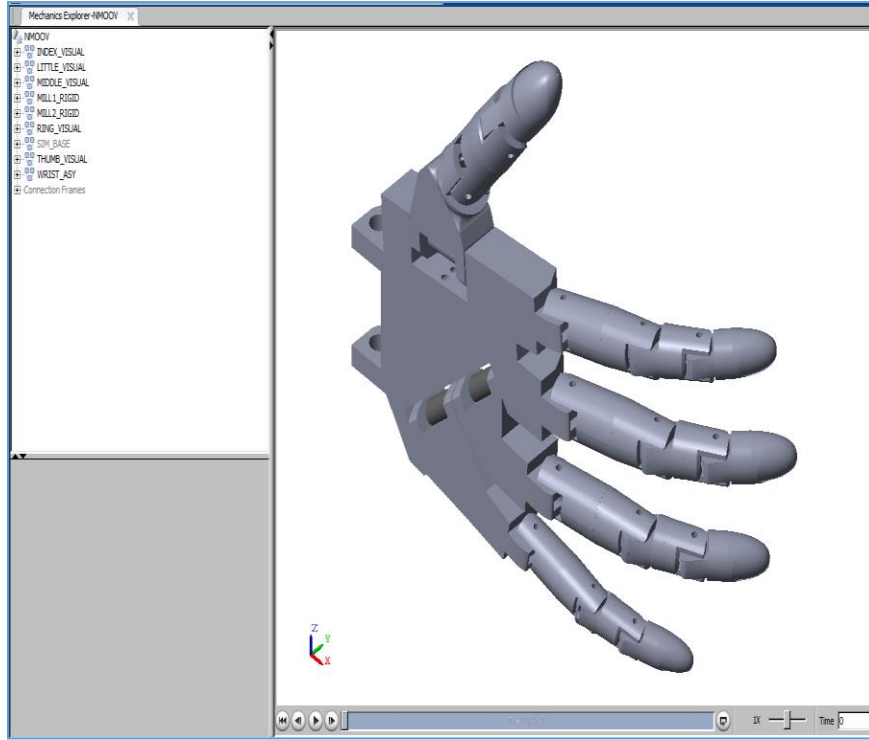 Mechanics Explorer-NMOOV
NMOOV
INDEX_VISUAL
LITTLE_VISUAL
MIDDLE_VISUAL
MILL1_RIGID
MILL2_RIGID
RING_VISUAL
SIM_BASE
THUMB_VISUAL
WRIST_ASY
Connection Frames
Z
Y
X
1X
Time 0